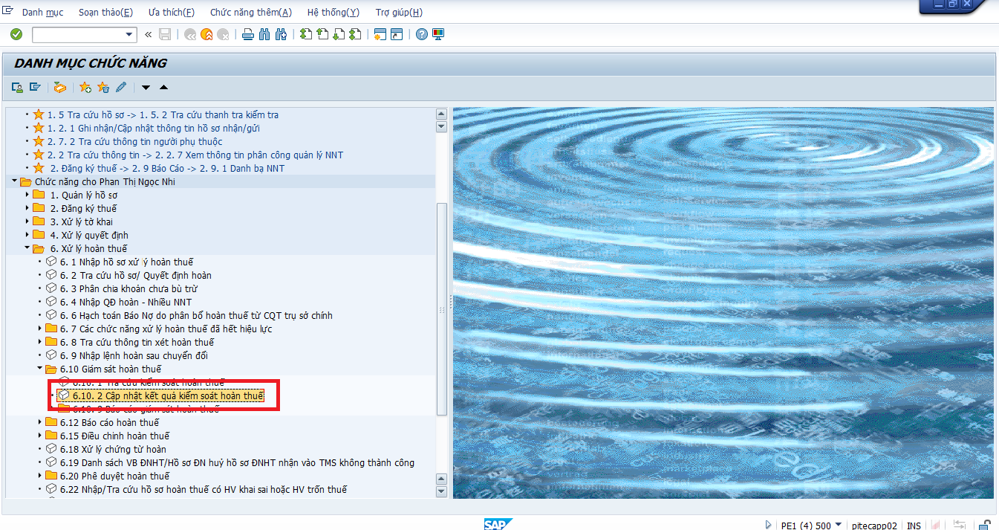 Danh mục Soạn thảo(E) Ưa thích(F) Chức năng thêm(A) Hệ thống(Y) Trợ giúp(H)
DANH MỤC CHỨC NĂNG
1. 5 Tra cứu hồ sơ -> 1. 5. 2 Tra cứu thanh tra kiểm tra
1. 2. 1 Ghi nhận/Cập nhật thông tin hồ sơ nhận/gửi
2. 7. 2 Tra cứu thông tin người phụ thuộc
2. 2 Tra cứu thông tin -> 2. 2. 7 Xem thông tin phân công quản lý NNT
2. Đăng ký thuế -> 2. 9 Báo Cáo -> 2. 9. 1 Danh bạ NNT
Chức năng cho Phan Thị Ngọc Nhi
1. Quản lý hồ sơ
2. Đăng ký thuế
3. Xử lý tờ khai
4. Xử lý quyết định
6. Xử lý hoàn thuế
6. 1 Nhập hồ sơ xử lý hoàn thuế
6. 2 Tra cứu hồ sơ/ Quyết định hoàn
6. 3 Phân chia khoản chưa bù trừ
6. 4 Nhập QĐ hoàn - Nhiều NNT
6. 6 Hạch toán Báo Nợ do phân bổ hoàn thuế từ CQT trụ sở chính
6. 7 Các chức năng xử lý hoàn thuế đã hết hiệu lực
6. 8 Tra cứu thông tin xét hoàn thuế
6. 9 Nhập lệnh hoàn sau chuyển đổi
6.10 Giám sát hoàn thuế
6.10. 1 Tra cứu kiểm soát hoàn thuế
6.10. 2 Cập nhật kết quả kiểm soát hoàn thuế
6.10. 9 Báo cáo giám sát hoàn thuế
6.12 Báo cáo hoàn thuế
6.15 Điều chỉnh hoàn thuế
6.18 Xử lý chứng từ hoàn
6.19 Danh sách VB ĐNHT/Hồ sơ ĐN huỷ hồ sơ ĐNHT nhận vào TMS không thành công
6.20 Phê duyệt hoàn thuế
6.22 Nhập/Tra cứu hồ sơ hoàn thuế có HV khai sai hoặc HV trốn thuế
SAP
PE1 (4) 500 pitecapp02 INS